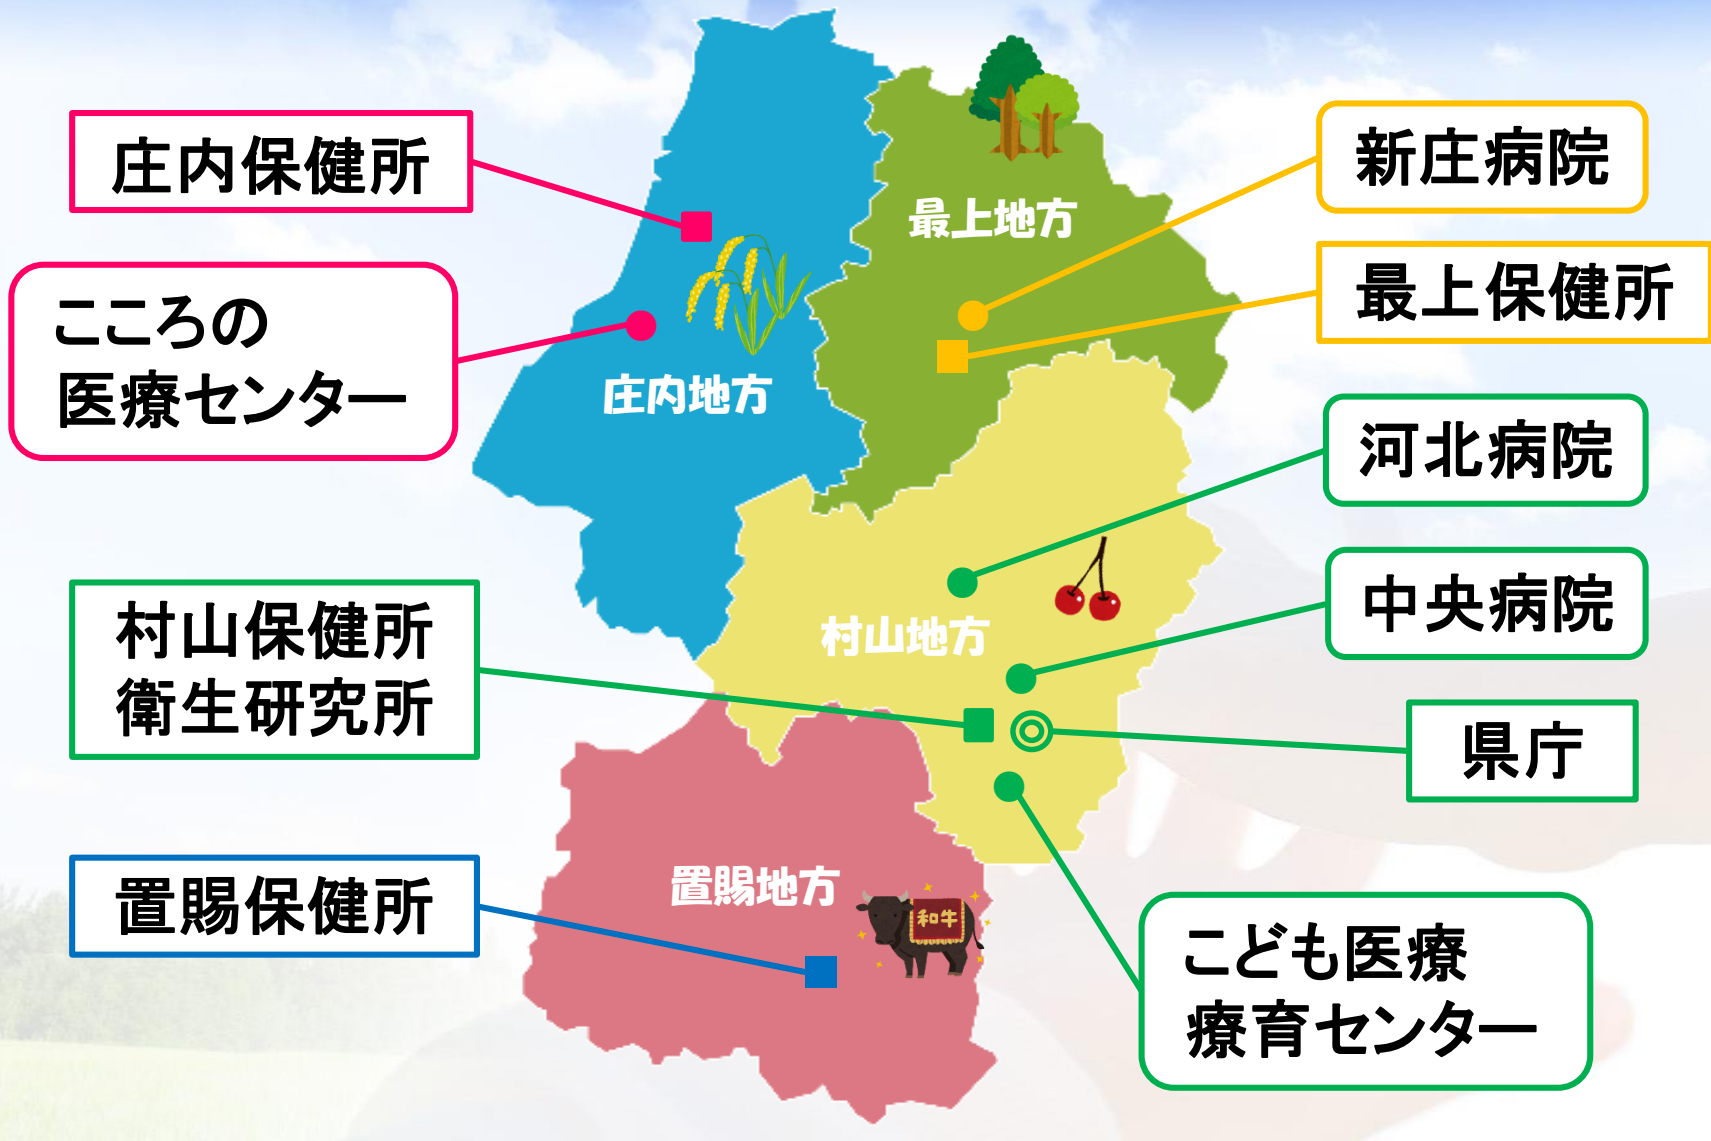 庄内保健所
こころの
医療センター
村山保健所
衛生研究所
置賜保健所
最上地方
庄内地方
村山地方
置賜地方
和牛
新庄病院
最上保健所
河北病院
中央病院
県庁
こども医療
療育センター